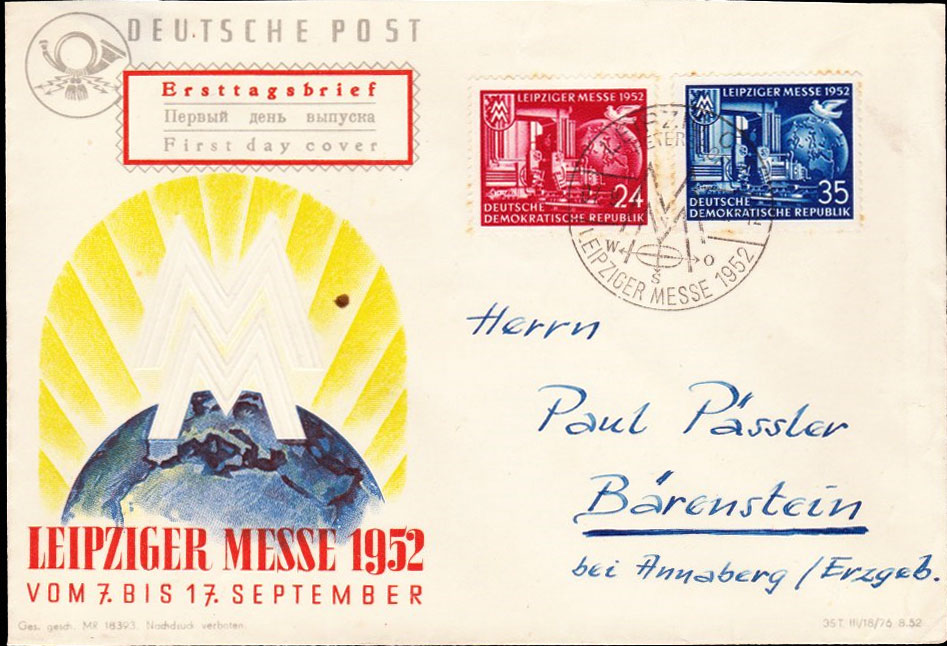 DEUTSCHE POST
Ersttagsbrief
Первый день выпуска
First day cover
LEIPZIGER MESSE 1952
24
DEUTSCHE
DEMOKRATISCHE REPUBLIK
LEIPZIGER MESSE 1952
35
DEUTSCHE
DEMOKRATISCHE REPUBLIK
W O
S
LEIPZIGER MESSE 1952
Herrn
Paul Pässler
Bärenstein
bei Annaberg / Erzgeb.
MM
LEIPZIGER MESSE 1952
VOM 7. BIS 17. SEPTEMBER
Ges. gesch. MR 18393. Nachdruck verboten.
35 T. III/18/76 8.52